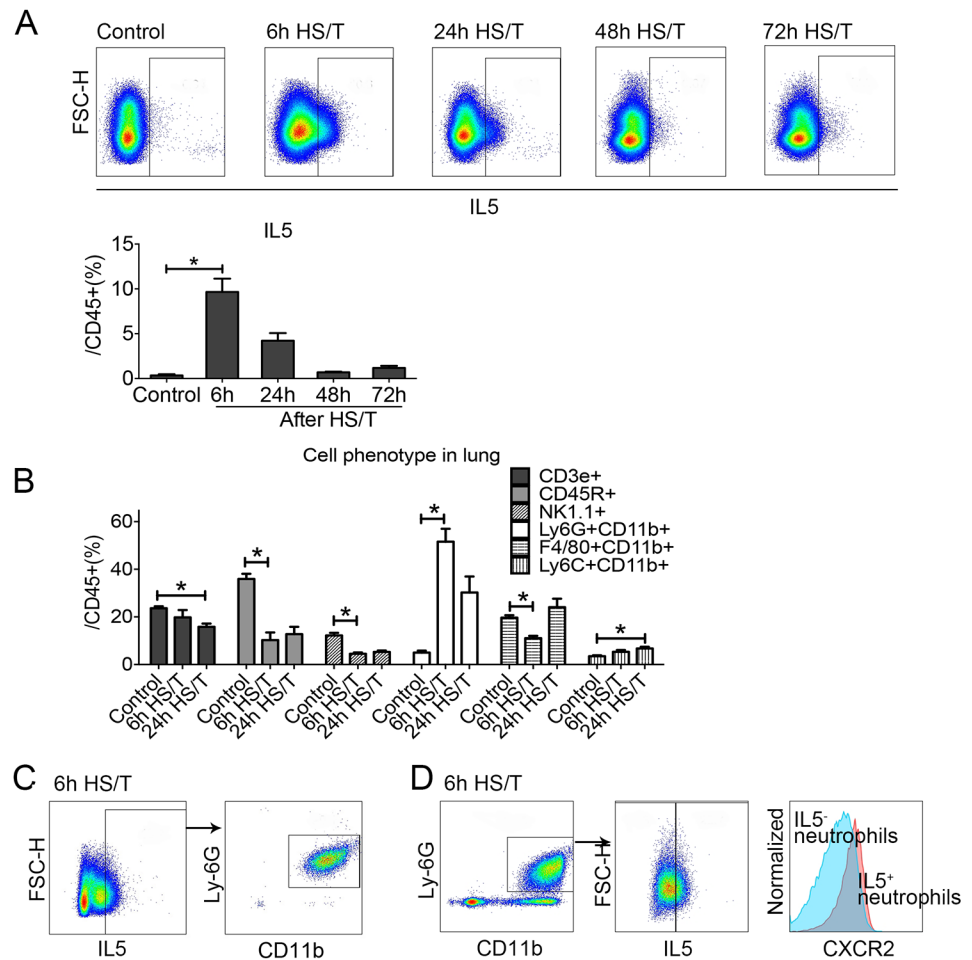 A
Control
6h HS/T
24h HS/T
48h HS/T
72h HS/T
FSC-H
IL5
IL5
/CD45+(%)
15
10
5
0
*
Control
6h
24h
48h
72h
After HS/T
B
Cell phenotype in lung
CD3e+
CD45R+
NK1.1+
Ly6G+CD11b+
F4/80+CD11b+
Ly6C+CD11b+
/CD45+(%)
60
40
20
0
*
*
*
*
*
*
Control
6h HS/T
24h HS/T
Control
6h HS/T
24h HS/T
Control
6h HS/T
24h HS/T
Control
6h HS/T
24h HS/T
Control
6h HS/T
24h HS/T
Control
6h HS/T
24h HS/T
C
6h HS/T
FSC-H
IL5
Ly-6G
CD11b
D
6h HS/T
Ly-6G
CD11b
FSC-H
IL5
Normalized
IL5-
neutrophils
IL5+
neutrophils
CXCR2